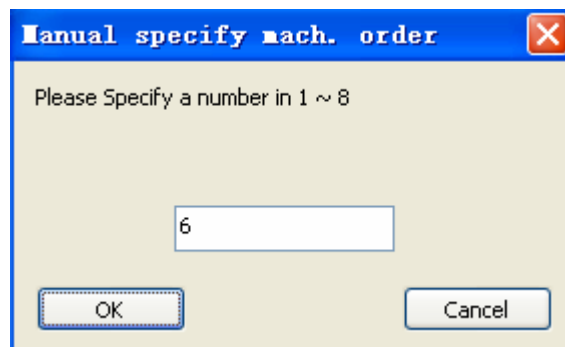 Manual specify mach. order
Please Specify a number in 1 ~ 8
6
OK
Cancel